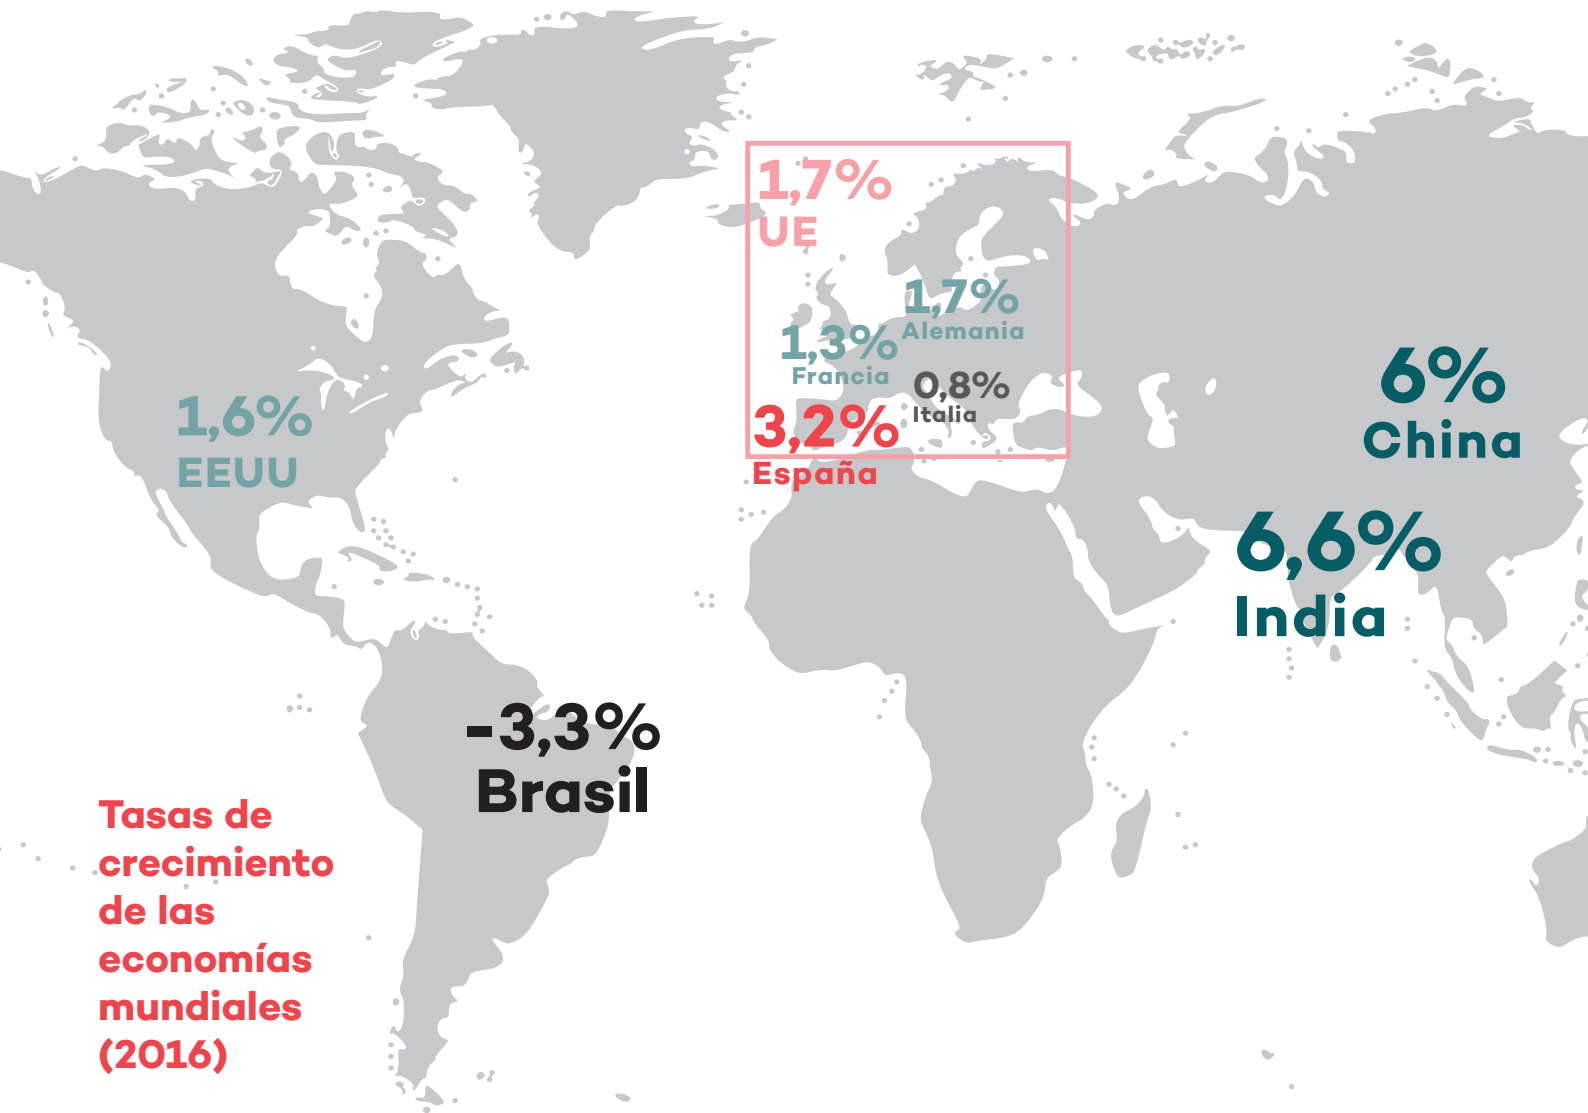 1,7%
UE
1,7%
Alemania
1,3%
Francia
0,8%
Italia
3,2%
España
1,6%
EEUU
6%
China
6,6%
India
-3,3%
Brasil
Tasas de
crecimiento
de las
economías
mundiales
(2016)